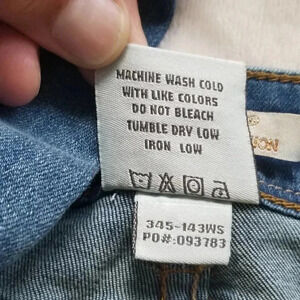 MACHINE WASH COLD
WITH LIKE COLORS
DO NOT BLEACH
TUMBLE DRY LOW
IRON LOW
345-143WS
PO#:093783